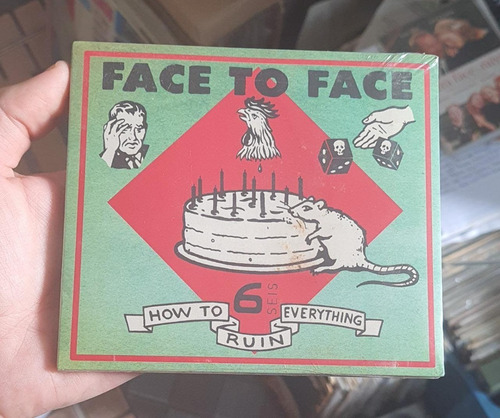 FACE TO FACE
6
SEIS
HOW TO RUIN EVERYTHING